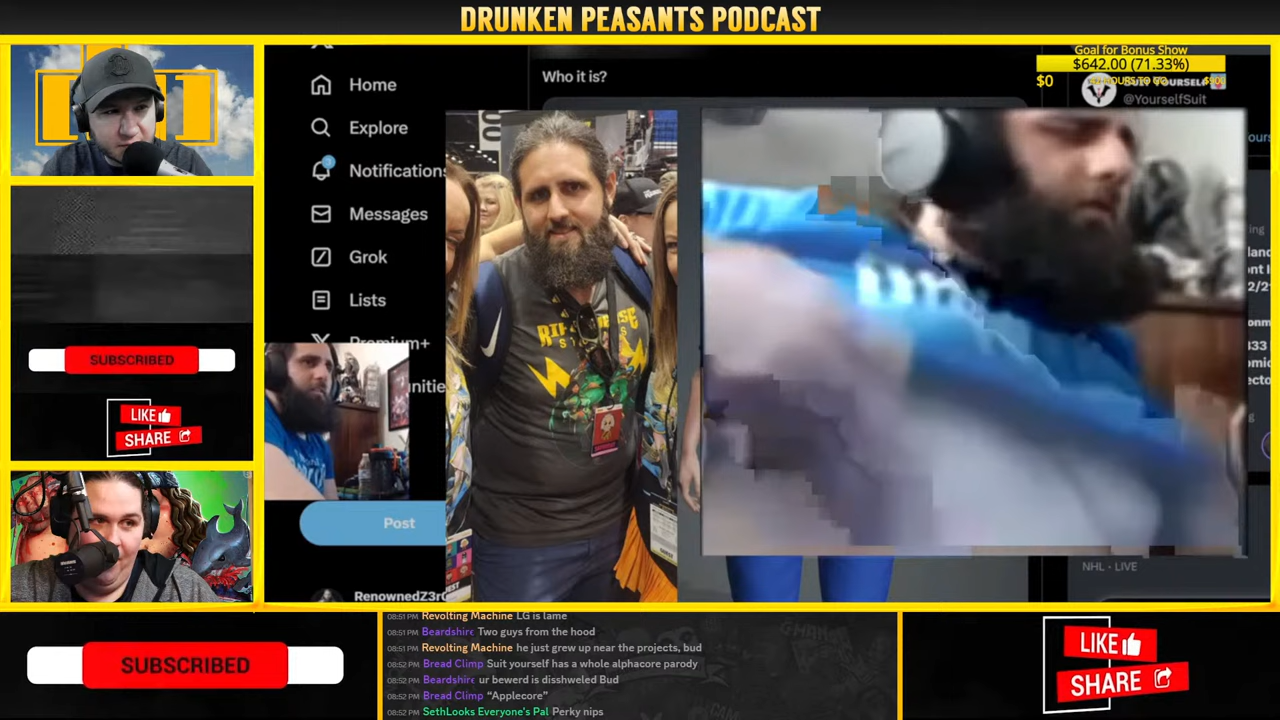 DRUNKEN PEASANTS PODCAST
Who it is?
Goal for Bonus Show
$642.00 (71.33%)
$0
@YourselfSuit
Home
Explore
Notifications
Messages
Grok
Lists
Premium+
Post
RenownedZ3r
NHL · LIVE
SUBSCRIBED
LIKE
SHARE
SUBSCRIBED
08:51 PM Revolting Machine LG is lame
08:51 PM Beardshire Two guys from the hood
08:51 PM Revolting Machine he just grew up near the projects, bud
08:52 PM Bread Climp Suit yourself has a whole alphacore parody
08:52 PM Beardshire ur bewerd is disshweled Bud
08:52 PM Bread Climp “Applecore”
08:52 PM SethLooks Everyone's Pal Perky nips
LIKE
SHARE